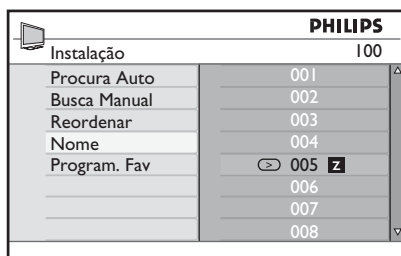 PHILIPS
Instalação 100
Procura Auto 001
Busca Manual 002
Reordenar 003
Nome 004
Program. Fav > 005 Z
006
007
008